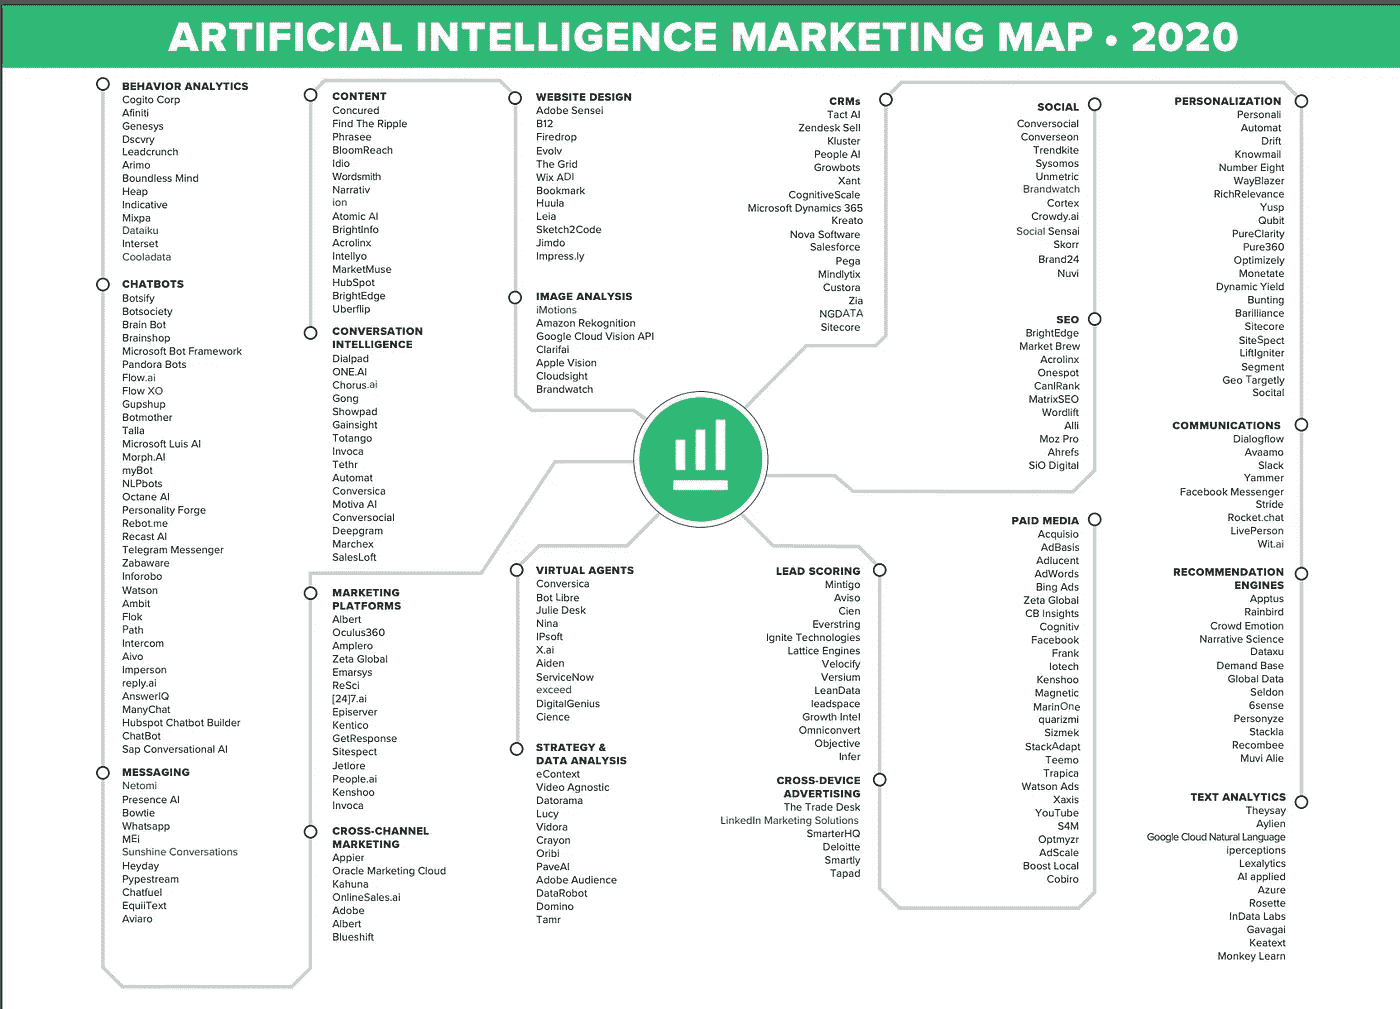 ARTIFICIAL INTELLIGENCE MARKETING MAP • 2020
BEHAVIOR ANALYTICS
Cogito Corp
Afiniti
Genesys
Dscvry
Leadcrunch
Arimo
Boundless Mind
Heap
Indicative
Mixpa
Dataiku
Interset
Cooladata
CHATBOTS
Botsify
Botsociety
Brain Bot
Brainshop
Microsoft Bot Framework
Pandora Bots
Flow.ai
Flow XO
Gupshup
Botmother
Talla
Microsoft Luis AI
Morph.AI
myBot
NLPbots
Octane AI
Personality Forge
Rebot.me
Recast AI
Telegram Messenger
Zabaware
Inforobo
Watson
Ambit
Flok
Path
Intercom
Aivo
Imperson
reply.ai
AnswerIQ
ManyChat
Hubspot Chatbot Builder
ChatBot
Sap Conversational AI
MESSAGING
Netomi
Presence AI
Bowtie
Whatsapp
MEi
Sunshine Conversations
Heyday
Pypestream
Chatfuel
EquiiText
Aviaro
CONTENT
Concured
Find The Ripple
Phrasee
BloomReach
Idio
Wordsmith
Narrativ
ion
Atomic AI
BrightInfo
Acrolinx
Intellyo
MarketMuse
HubSpot
BrightEdge
Uberflip
CONVERSATION
INTELLIGENCE
Dialpad
ONE.AI
Chorus.ai
Gong
Showpad
Gainsight
Totango
Invoca
Tethr
Automat
Conversica
Motiva AI
Conversocial
Deepgram
Marchex
SalesLoft
MARKETING
PLATFORMS
Albert
Oculus360
Amplero
Zeta Global
Emarsys
ReSci
[24]7.ai
Episerver
Kentico
GetResponse
Sitespect
Jetlore
People.ai
Kenshoo
Invoca
CROSS-CHANNEL
MARKETING
Appier
Oracle Marketing Cloud
Kahuna
OnlineSales.ai
Adobe
Albert
Blueshift
WEBSITE DESIGN
Adobe Sensei
B12
Firedrop
Evolv
The Grid
Wix ADI
Bookmark
Huula
Leia
Sketch2Code
Jimdo
Impress.ly
IMAGE ANALYSIS
iMotions
Amazon Rekognition
Google Cloud Vision API
Clarifai
Apple Vision
Cloudsight
Brandwatch
VIRTUAL AGENTS
Conversica
Bot Libre
Julie Desk
Nina
IPsoft
X.ai
Aiden
ServiceNow
exceed
DigitalGenius
Cience
STRATEGY &
DATA ANALYSIS
eContext
Video Agnostic
Datorama
Lucy
Vidora
Crayon
Oribi
PaveAI
Adobe Audience
DataRobot
Domino
Tamr
CRMs
Tact AI
Zendesk Sell
Kluster
People AI
Growbots
Xant
CognitiveScale
Microsoft Dynamics 365
Kreato
Nova Software
Salesforce
Pega
Mindlytix
Custora
Zia
NGDATA
Sitecore
LEAD SCORING
Mintigo
Aviso
Cien
Everstring
Ignite Technologies
Lattice Engines
Velocify
Versium
LeanData
leadspace
Growth Intel
Omniconvert
Objective
Infer
CROSS-DEVICE
ADVERTISING
The Trade Desk
LinkedIn Marketing Solutions
SmarterHQ
Deloitte
Smartly
Tapad
SOCIAL
Conversocial
Converseon
Trendkite
Sysomos
Unmetric
Brandwatch
Cortex
Crowdy.ai
Social Sensai
Skorr
Brand24
Nuvi
SEO
BrightEdge
Market Brew
Acrolinx
Onespot
CanIRank
MatrixSEO
Wordlift
Alli
Moz Pro
Ahrefs
SiO Digital
PAID MEDIA
Acquisio
AdBasis
Adlucent
AdWords
Bing Ads
Zeta Global
CB Insights
Cognitiv
Facebook
Frank
Iotech
Kenshoo
Magnetic
MarinOne
quarizmi
Sizmek
StackAdapt
Teemo
Trapica
Watson Ads
Xaxis
YouTube
S4M
Optmyzr
AdScale
Boost Local
Cobiro
PERSONALIZATION
Personali
Automat
Drift
Knowmail
Number Eight
WayBlazer
RichRelevance
Yusp
Qubit
PureClarity
Pure360
Optimizely
Monetate
Dynamic Yield
Bunting
Barilliance
Sitecore
SiteSpect
LiftIgniter
Segment
Geo Targetly
Socital
COMMUNICATIONS
Dialogflow
Avaamo
Slack
Yammer
Facebook Messenger
Stride
Rocket.chat
LivePerson
Wit.ai
RECOMMENDATION
ENGINES
Apptus
Rainbird
Crowd Emotion
Narrative Science
Dataxu
Demand Base
Global Data
Seldon
6sense
Personyze
Stackla
Recombee
Muvi Alie
TEXT ANALYTICS
Theysay
Aylien
Google Cloud Natural Language
iperceptions
Lexalytics
AI applied
Azure
Rosette
InData Labs
Gavagai
Keatext
Monkey Learn